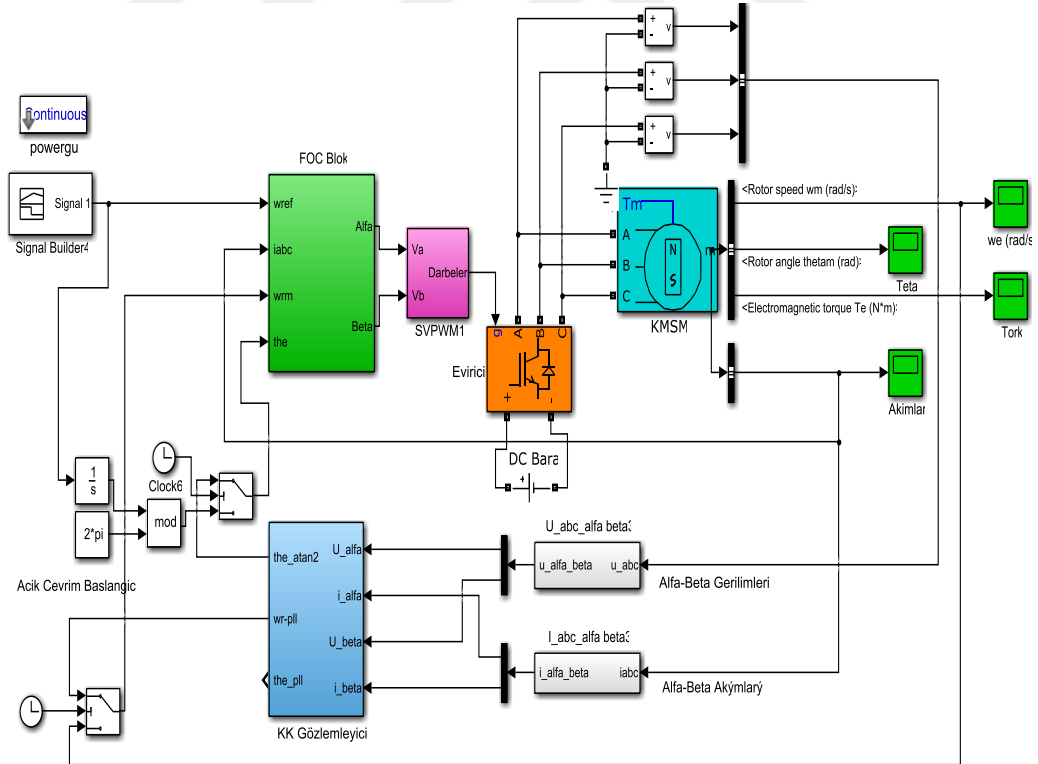 +
-
v
+
-
v
+
-
v
Continuous
powergu
FOC Blok
Signal 1
Signal Builder4
wref
iabc
wrm
the
Alfa
Beta
Va
Vb
Darbeler
SVPWM1
Tm
A
B
C
N
S
m
KMSM
<Rotor speed wm (rad/s):
<Rotor angle thetam (rad):
<Electromagnetic torque Te (N*m):
we (rad/s
Teta
Tork
Akimlar
g
A
B
C
+
-
Evirici
DC Bara
+
1
s
Clock6
2*pi
mod
Acik Cevrim Baslangic
the_atan2
wr-pll
the_pll
U_alfa
i_alfa
U_beta
i_beta
KK Gözlemleyici
U_abc_alfa beta3
u_alfa_beta
u_abc
Alfa-Beta Gerilimleri
I_abc_alfa beta3
i_alfa_beta
iabc
Alfa-Beta Akýmlarý